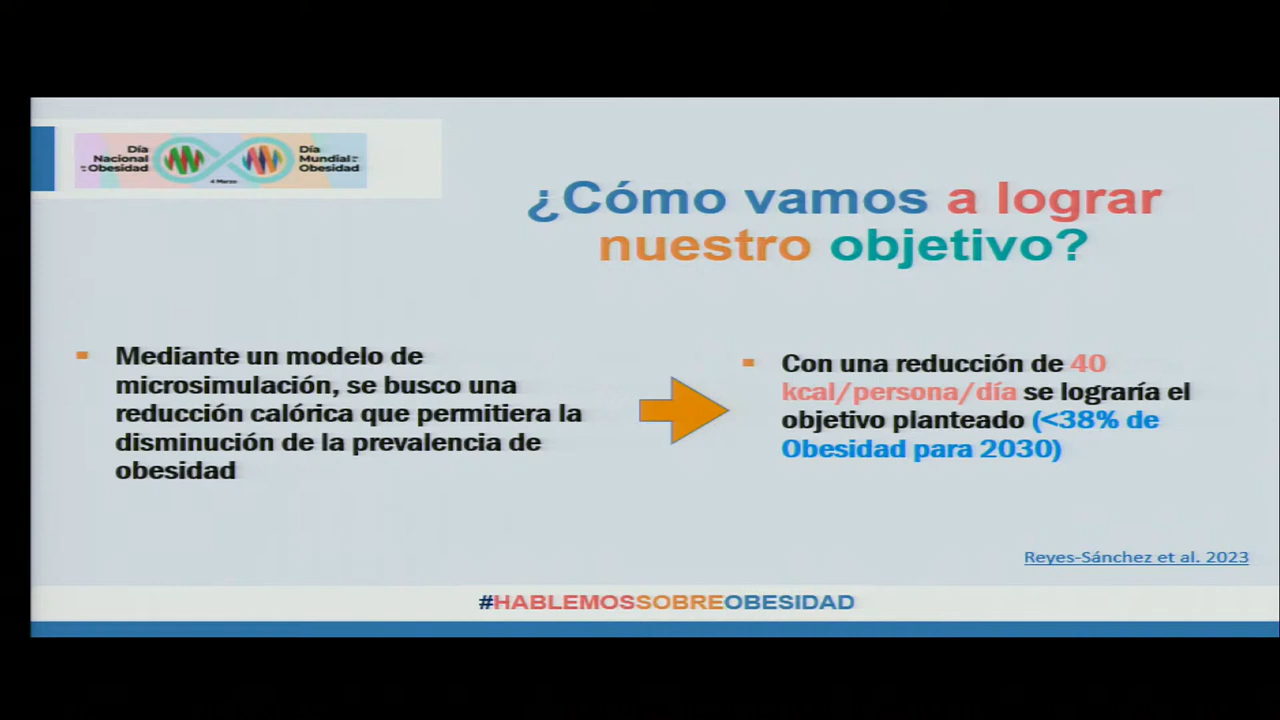 Día
Nacional
Obesidad
4 Marzo
Día
Mundial
Obesidad
¿Cómo vamos a lograr
nuestro objetivo?
Mediante un modelo de
microsimulación, se busco una
reducción calórica que permitiera la
disminución de la prevalencia de
obesidad
Con una reducción de 40
kcal/persona/día se lograría el
objetivo planteado (<38% de
Obesidad para 2030)
Reyes-Sánchez et al. 2023
#HABLEMOSSOBREOBESIDAD